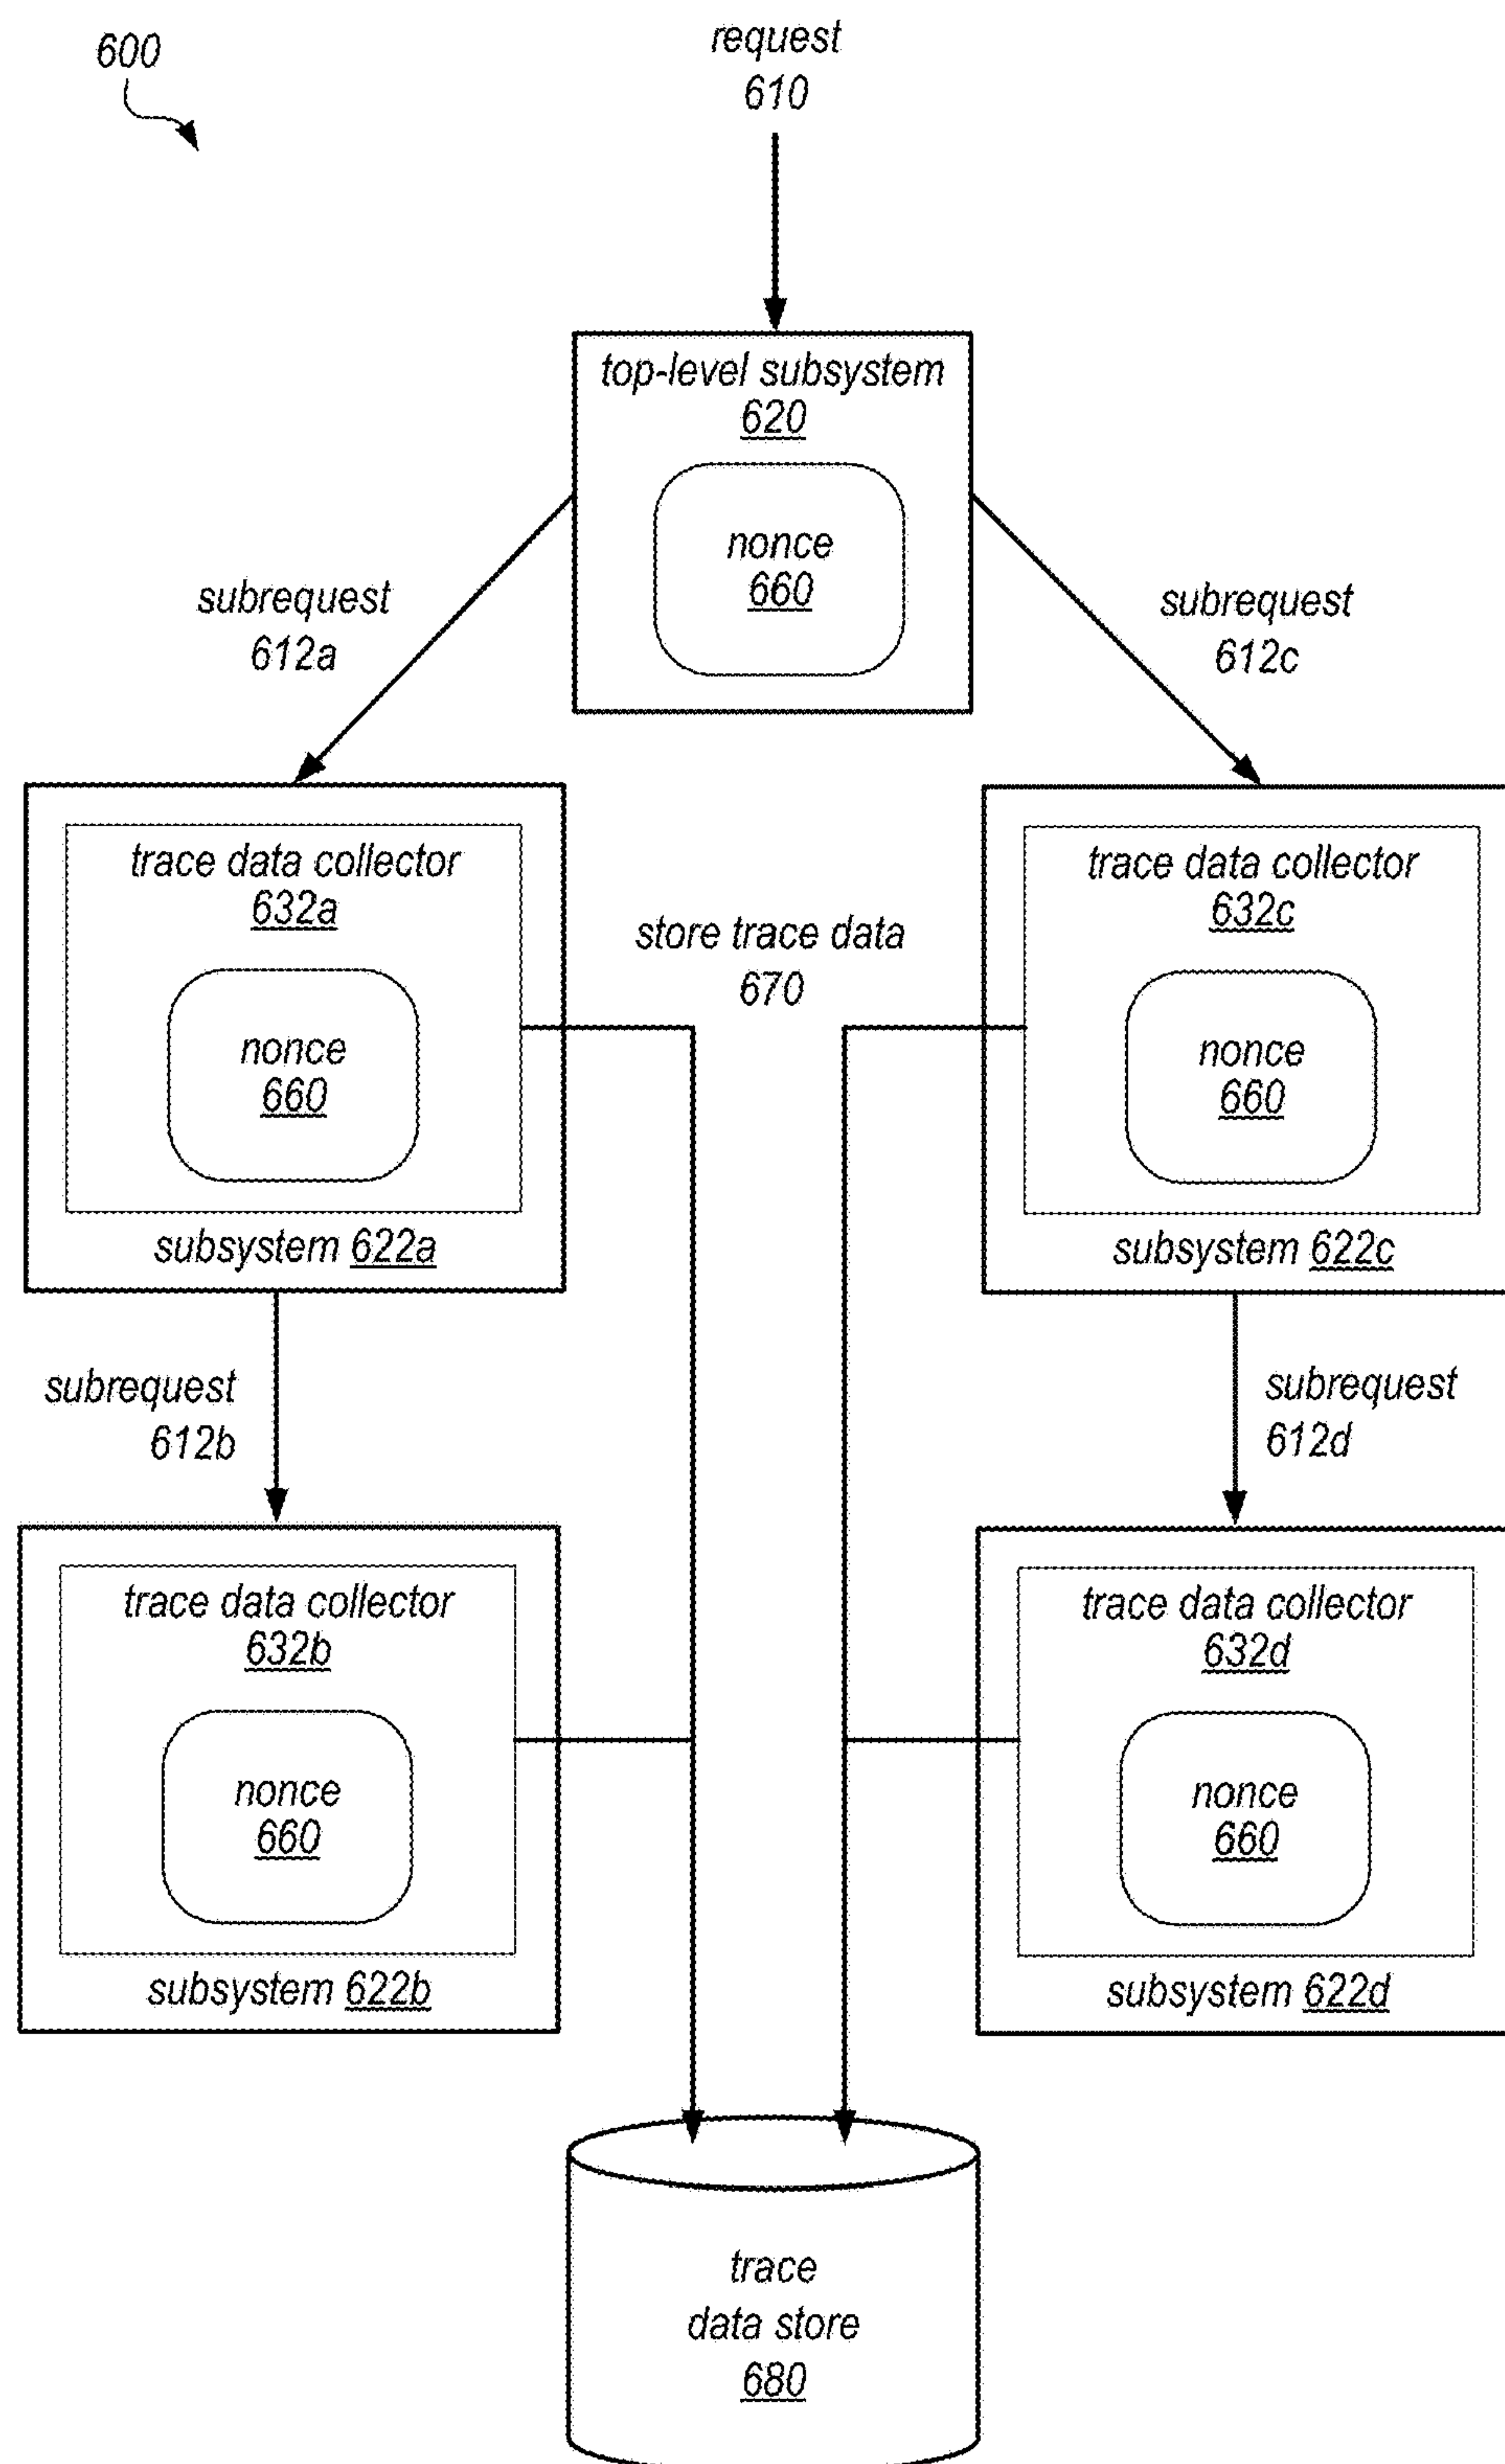 600
request
610
top-level subsystem
620
nonce
660
subrequest
612a
subrequest
612c
trace data collector
632a
nonce
660
subsystem 622a
store trace data
670
trace data collector
632c
nonce
660
subsystem 622c
subrequest
612b
subrequest
612d
trace data collector
632b
nonce
660
subsystem 622b
trace data collector
632d
nonce
660
subsystem 622d
trace
data store
680